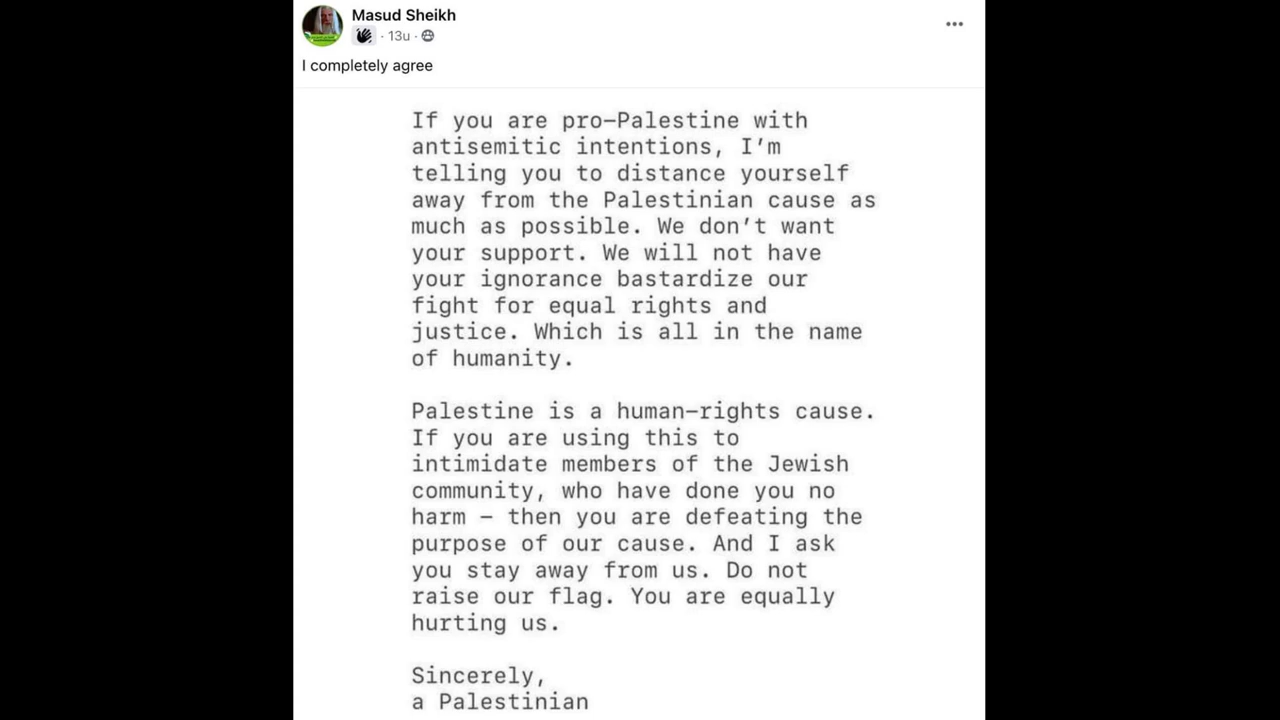 Masud Sheikh
· 13u ·
I completely agree
If you are pro-Palestine with
antisemitic intentions, I’m
telling you to distance yourself
away from the Palestinian cause as
much as possible. We don’t want
your support. We will not have
your ignorance bastardize our
fight for equal rights and
justice. Which is all in the name
of humanity.
Palestine is a human-rights cause.
If you are using this to
intimidate members of the Jewish
community, who have done you no
harm – then you are defeating the
purpose of our cause. And I ask
you stay away from us. Do not
raise our flag. You are equally
hurting us.
Sincerely,
a Palestinian